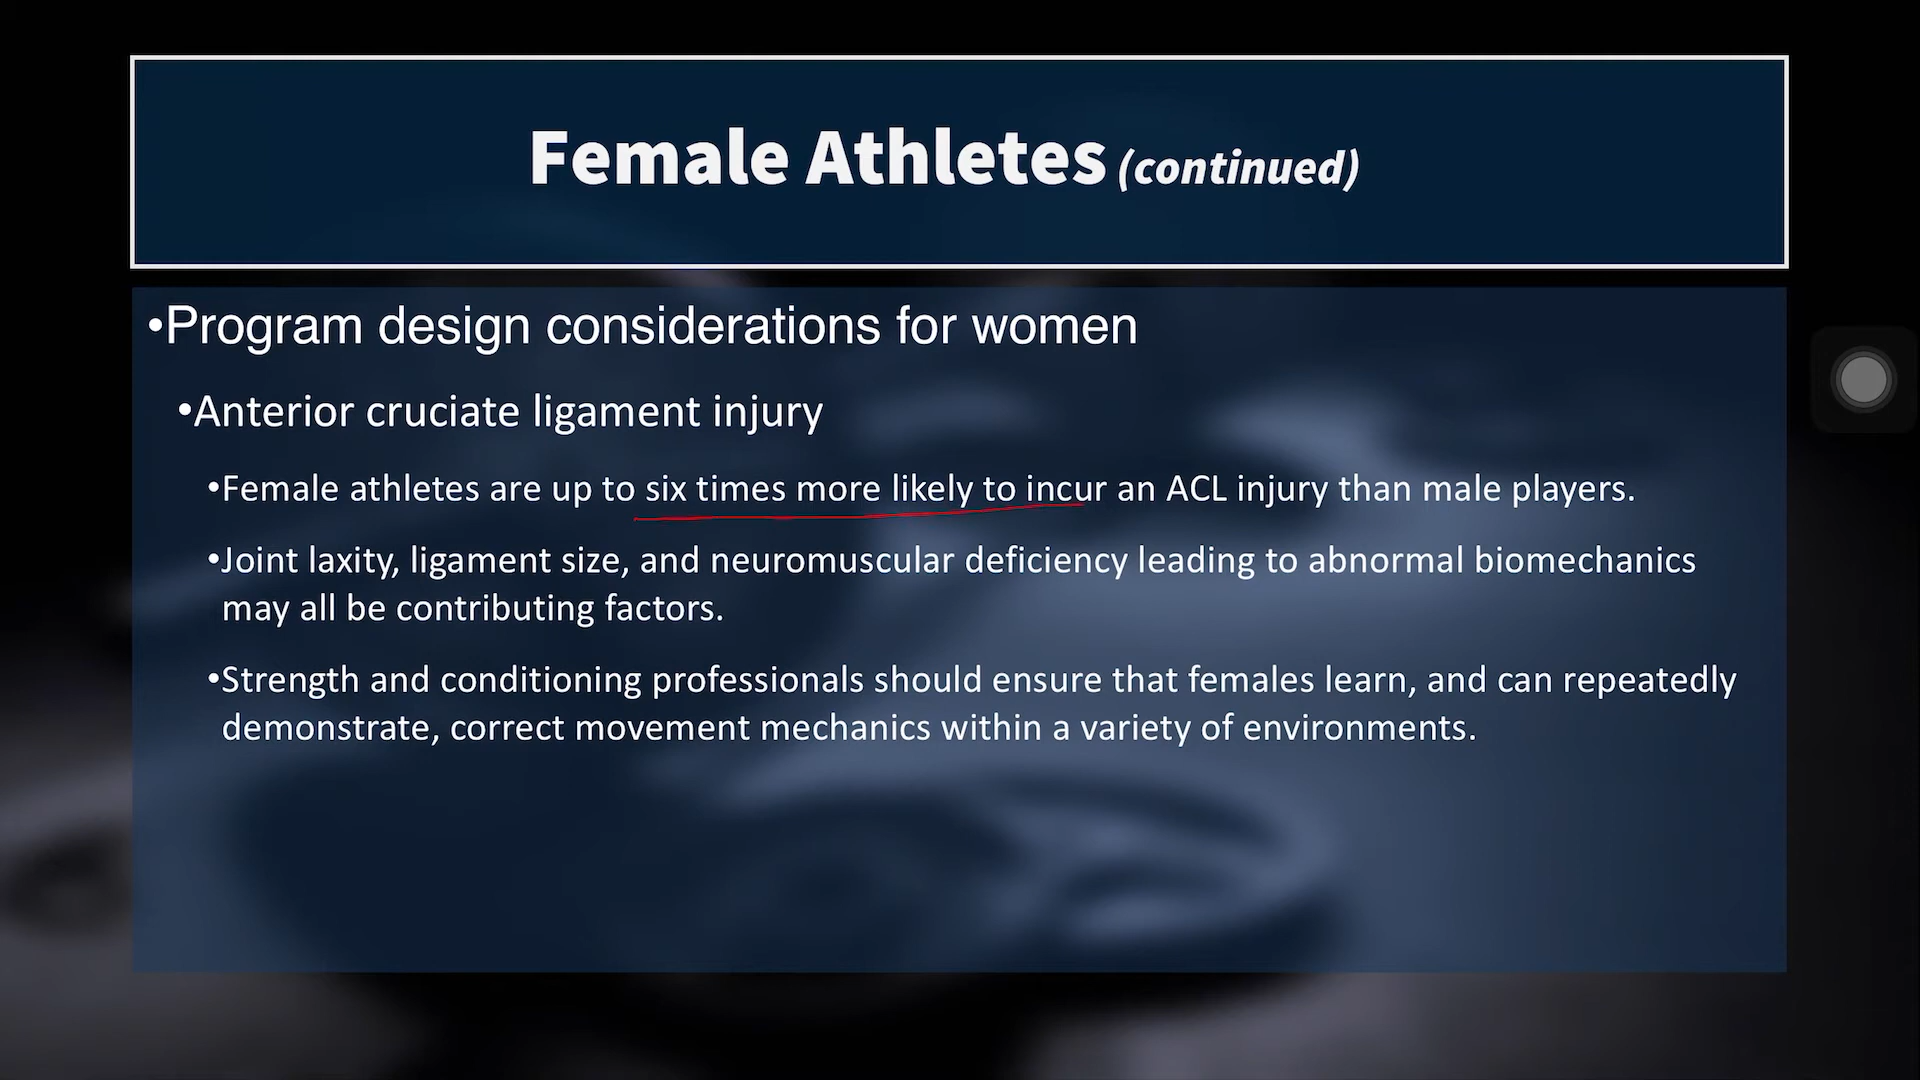 Female Athletes (continued)
•Program design considerations for women
•Anterior cruciate ligament injury
•Female athletes are up to six times more likely to incur an ACL injury than male players.
•Joint laxity, ligament size, and neuromuscular deficiency leading to abnormal biomechanics
may all be contributing factors.
•Strength and conditioning professionals should ensure that females learn, and can repeatedly
demonstrate, correct movement mechanics within a variety of environments.